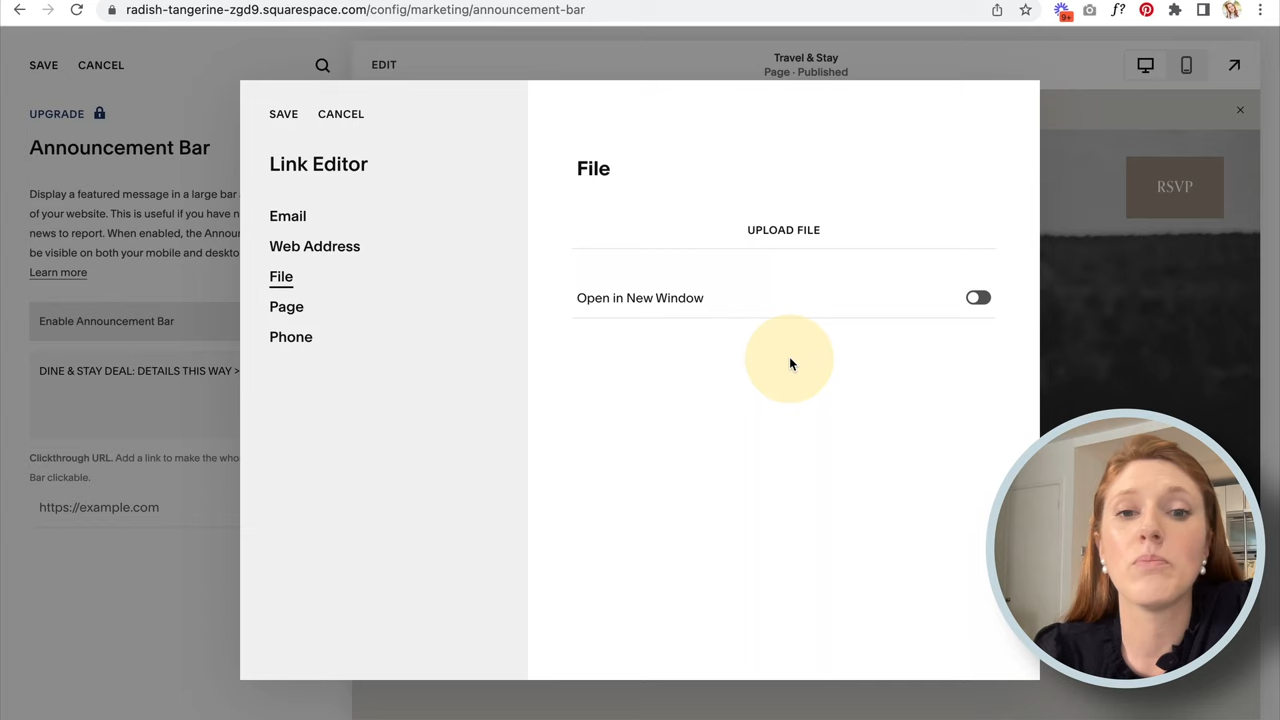 radish-tangerine-zgd9.squarespace.com/config/marketing/announcement-bar
9+
f?
SAVE CANCEL
EDIT
Travel & Stay
Page · Published
UPGRADE
Announcement Bar
Display a featured message in a large bar
of your website. This is useful if you have n
news to report. When enabled, the Annou
be visible on both your mobile and deskto
Learn more
Enable Announcement Bar
DINE & STAY DEAL: DETAILS THIS WAY >
Clickthrough URL. Add a link to make the who
Bar clickable.
https://example.com
SAVE CANCEL
Link Editor
Email
Web Address
File
Page
Phone
File
UPLOAD FILE
Open in New Window
RSVP